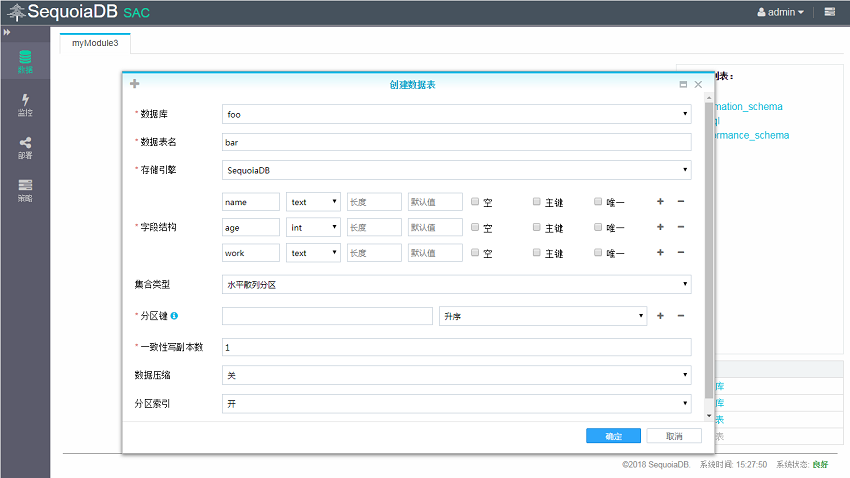 SequoiaDB SAC
admin
myModule3
数据
监控
部署
策略
创建数据表
列表：
mation_schema
ql
ormance_schema
* 数据库 foo
* 数据表名 bar
* 存储引擎 SequoiaDB
name text 长度 默认值 空 主键 唯一
* 字段结构 age int 长度 默认值 空 主键 唯一
work text 长度 默认值 空 主键 唯一
集合类型 水平散列分区
* 分区键 升序
* 一致性写副本数 1
数据压缩 关
分区索引 开
库
库
表
表
确定 取消
©2018 SequoiaDB. 系统时间: 15:27:50 系统状态: 良好